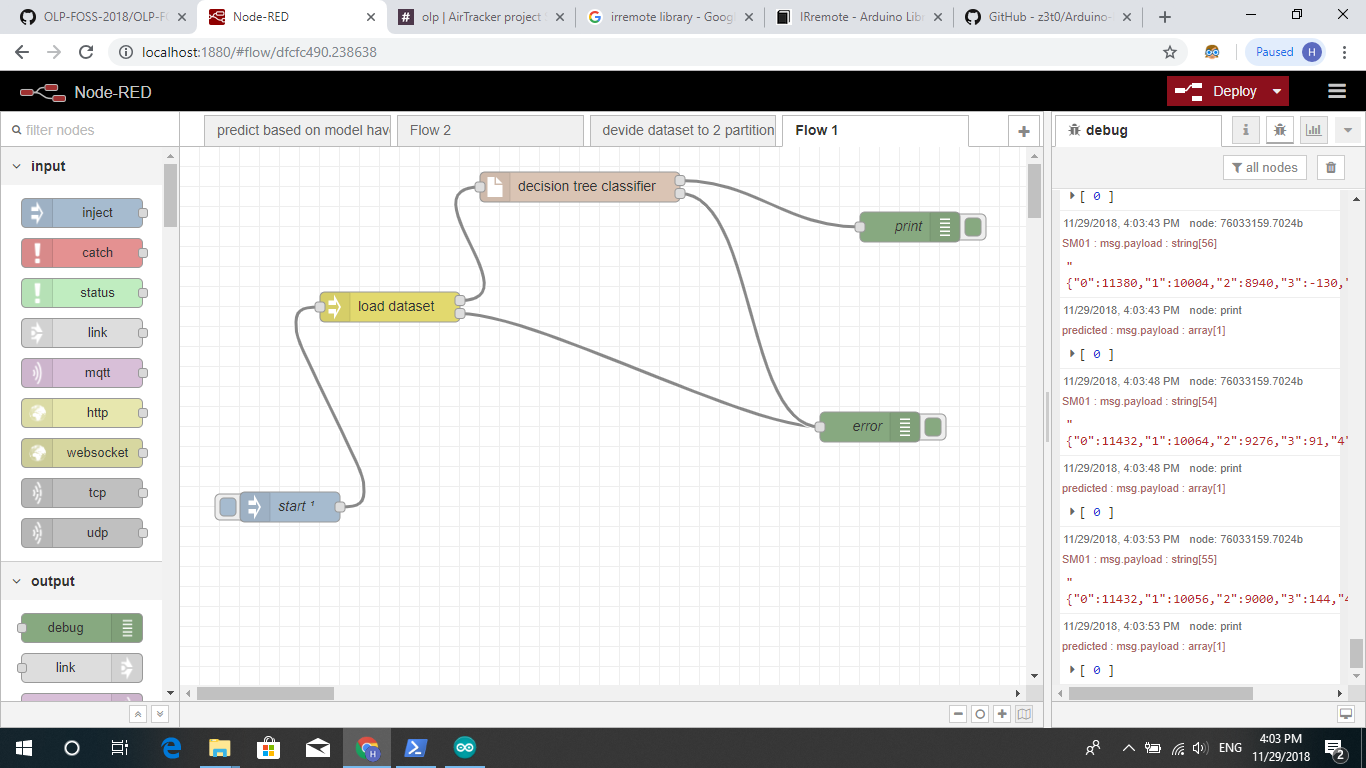 OLP-FOSS-2018/OLP-F
Node-RED
olp | AirTracker project
irremote library - Goog
IRremote - Arduino Lib
GitHub - z3t0/Arduino-
localhost:1880/#flow/dfcfc490.238638
Paused
H
Node-RED
Deploy
filter nodes
predict based on model hav
Flow 2
devide dataset to 2 partition
Flow 1
debug
all nodes
input
inject
catch
status
link
mqtt
http
websocket
tcp
udp
output
debug
link
decision tree classifier
print
load dataset
error
start ¹
[ 0 ]
11/29/2018, 4:03:43 PM node: 76033159.7024b
SM01 : msg.payload : string[56]
"
{"0":11380,"1":10004,"2":8940,"3":-130,"
11/29/2018, 4:03:43 PM node: print
predicted : msg.payload : array[1]
[ 0 ]
11/29/2018, 4:03:48 PM node: 76033159.7024b
SM01 : msg.payload : string[54]
"
{"0":11432,"1":10064,"2":9276,"3":91,"4"
11/29/2018, 4:03:48 PM node: print
predicted : msg.payload : array[1]
[ 0 ]
11/29/2018, 4:03:53 PM node: 76033159.7024b
SM01 : msg.payload : string[55]
"
{"0":11432,"1":10056,"2":9000,"3":144,"4
11/29/2018, 4:03:53 PM node: print
predicted : msg.payload : array[1]
[ 0 ]
ENG
4:03 PM
11/29/2018
2